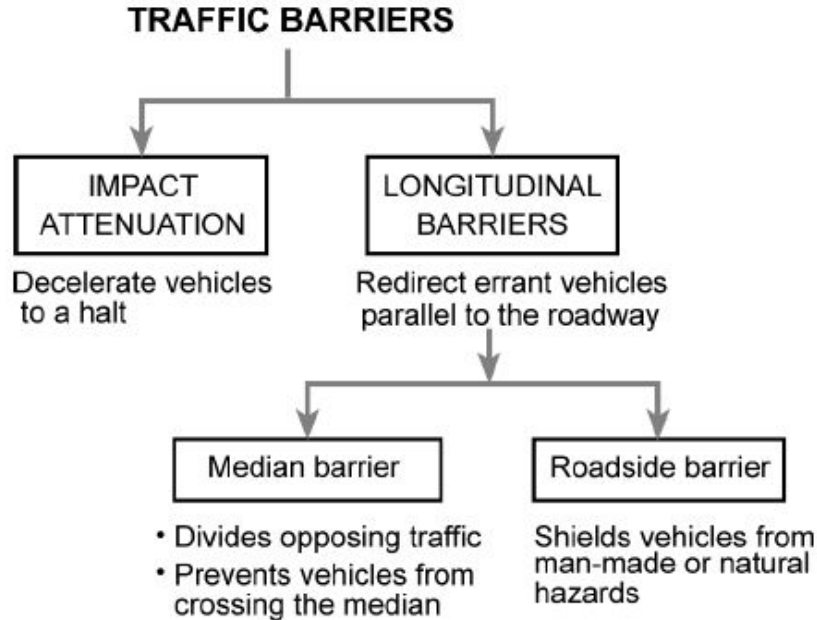 TRAFFIC BARRIERS
IMPACT
ATTENUATION
Decelerate vehicles
to a halt
LONGITUDINAL
BARRIERS
Redirect errant vehicles
parallel to the roadway
Median barrier
• Divides opposing traffic
• Prevents vehicles from
crossing the median
Roadside barrier
Shields vehicles from
man-made or natural
hazards